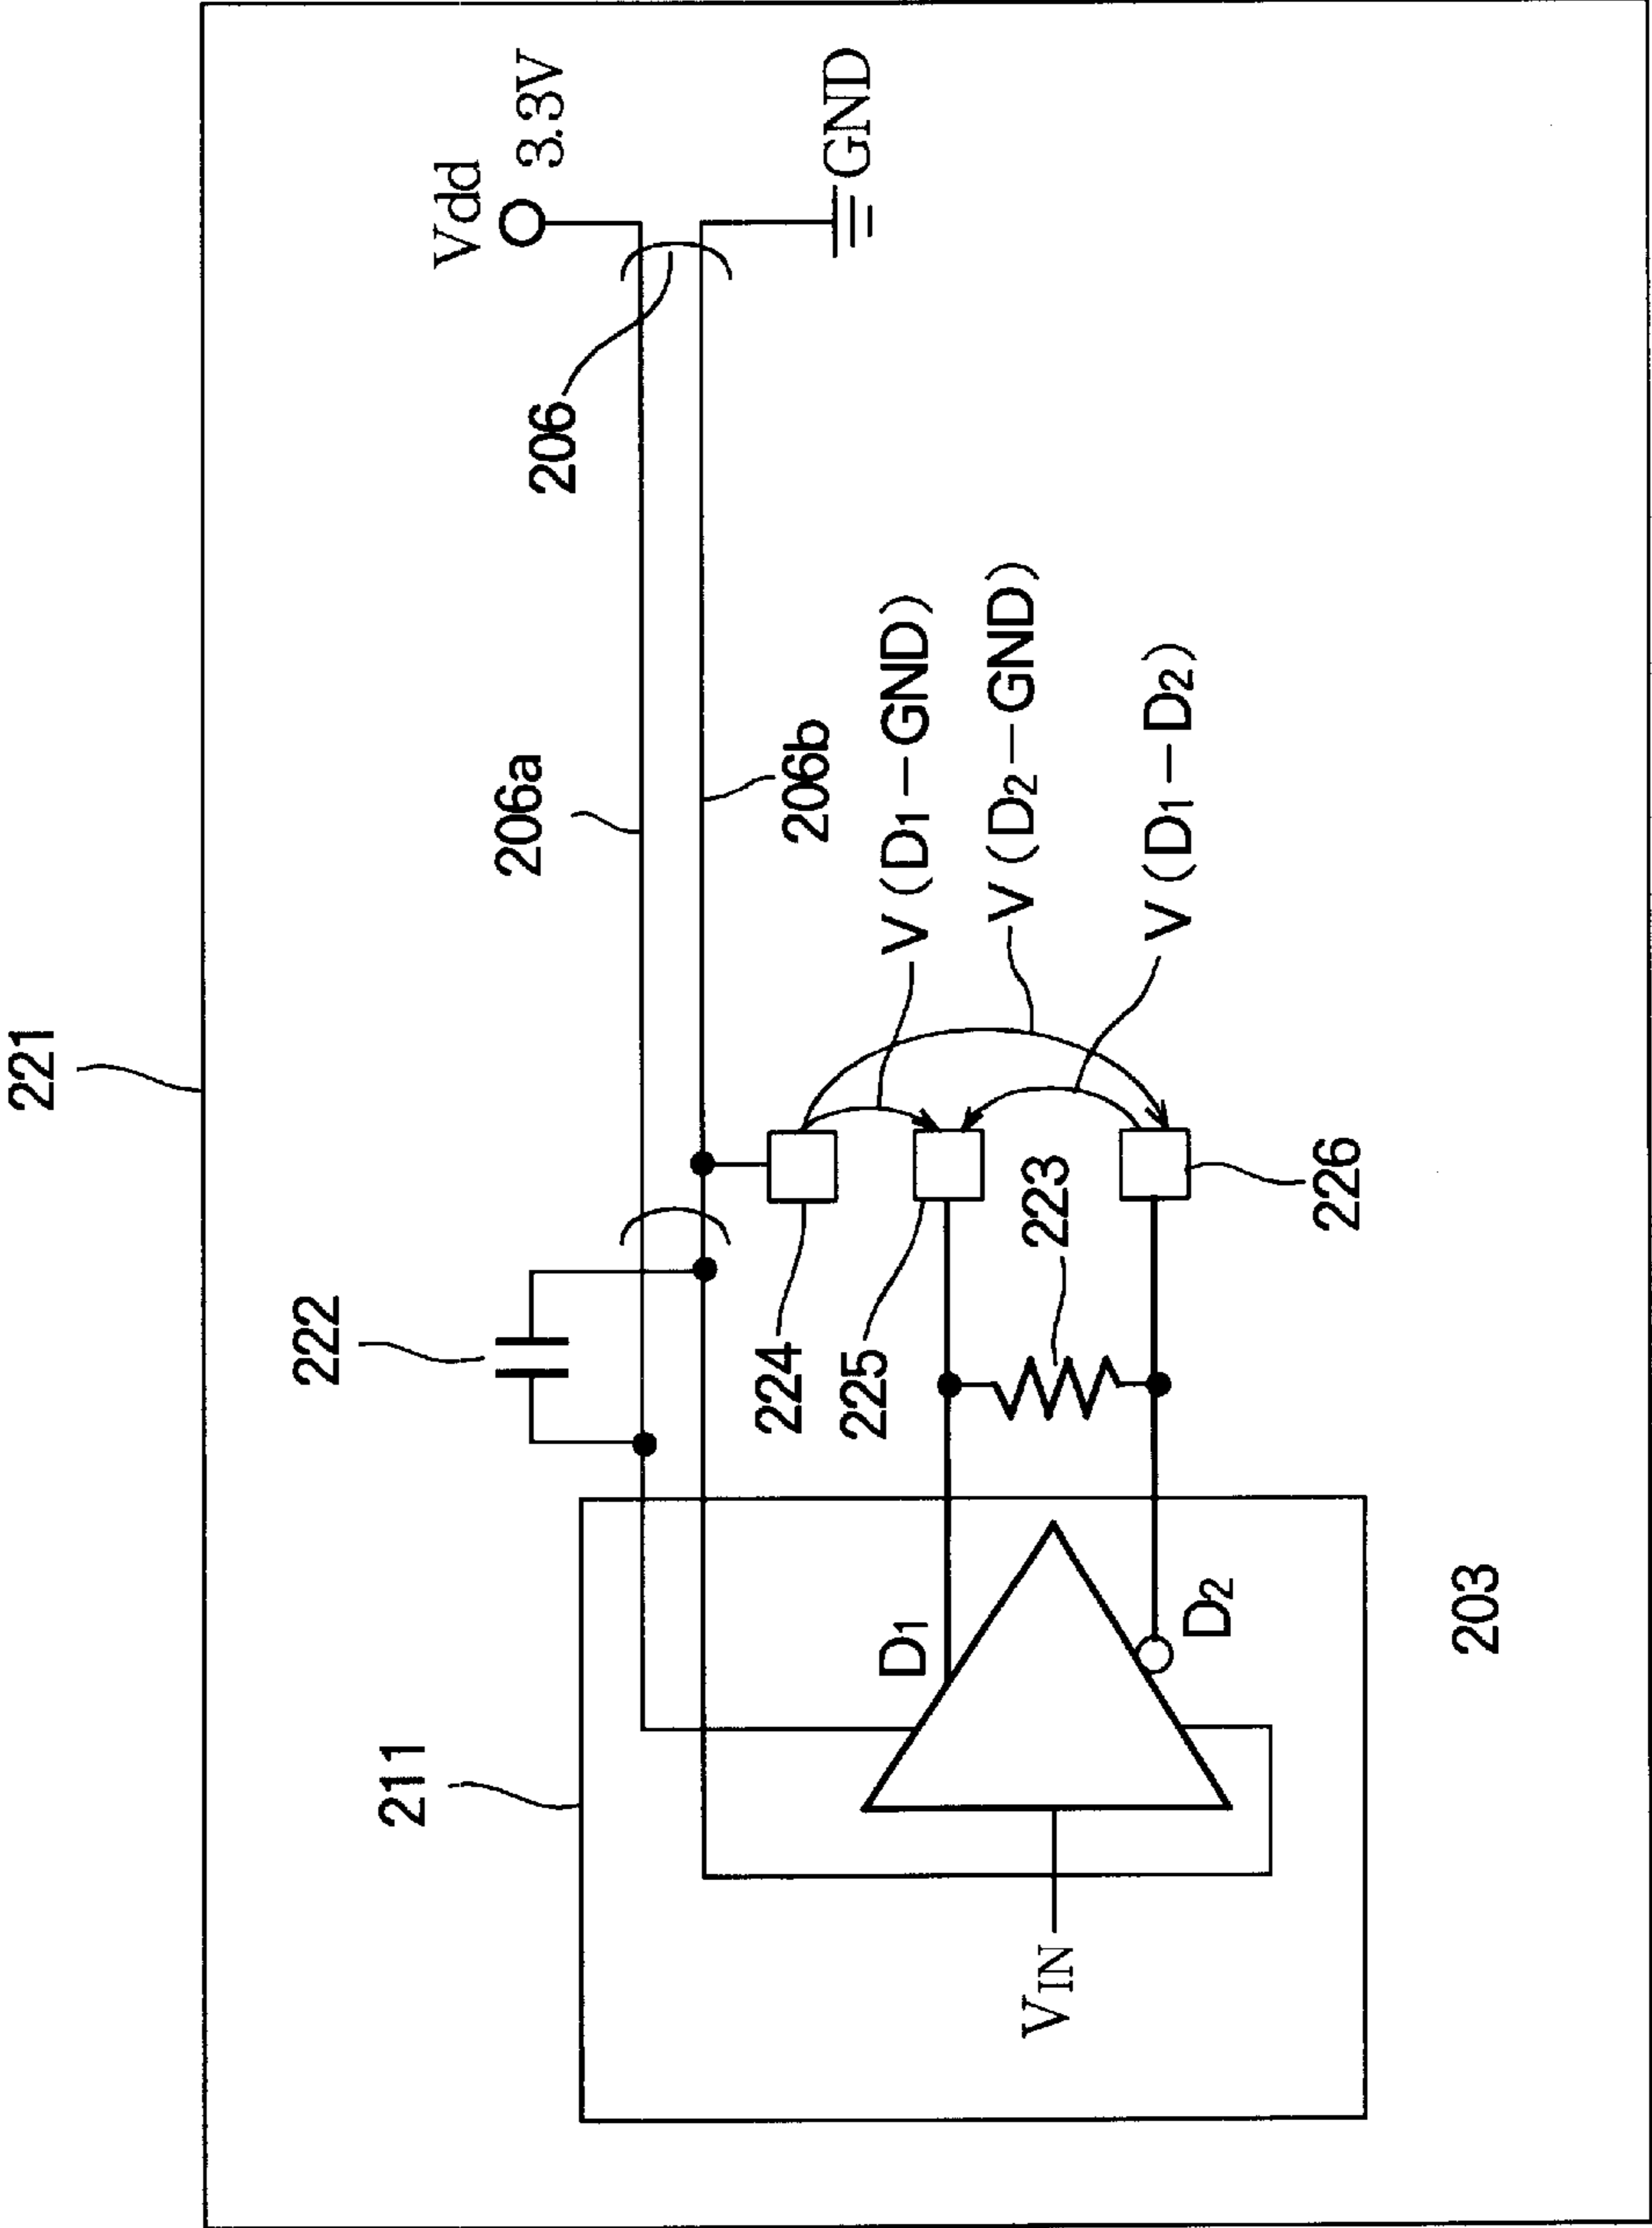 221
222
211
206a
206
Vdd
3.3V
206b
GND
224
225
223
V(D1−GND)
V(D2−GND)
V(D1−D2)
D1
D2
VIN
226
203